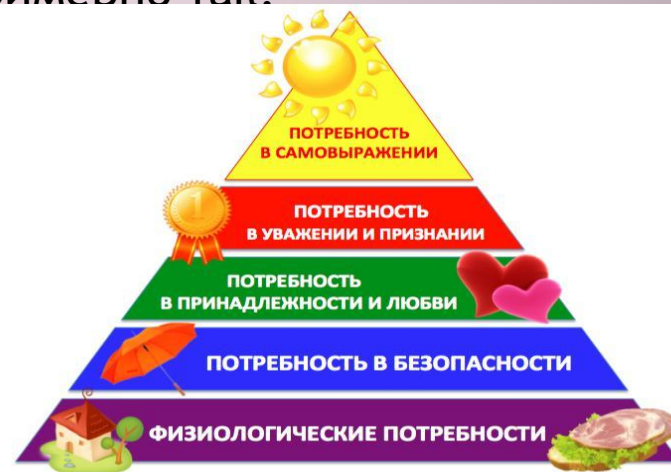 ПОТРЕБНОСТЬ
В САМОВЫРАЖЕНИИ
1
ПОТРЕБНОСТЬ
В УВАЖЕНИИ И ПРИЗНАНИИ
ПОТРЕБНОСТЬ
В ПРИНАДЛЕЖНОСТИ И ЛЮБВИ
ПОТРЕБНОСТЬ В БЕЗОПАСНОСТИ
ФИЗИОЛОГИЧЕСКИЕ ПОТРЕБНОСТИ